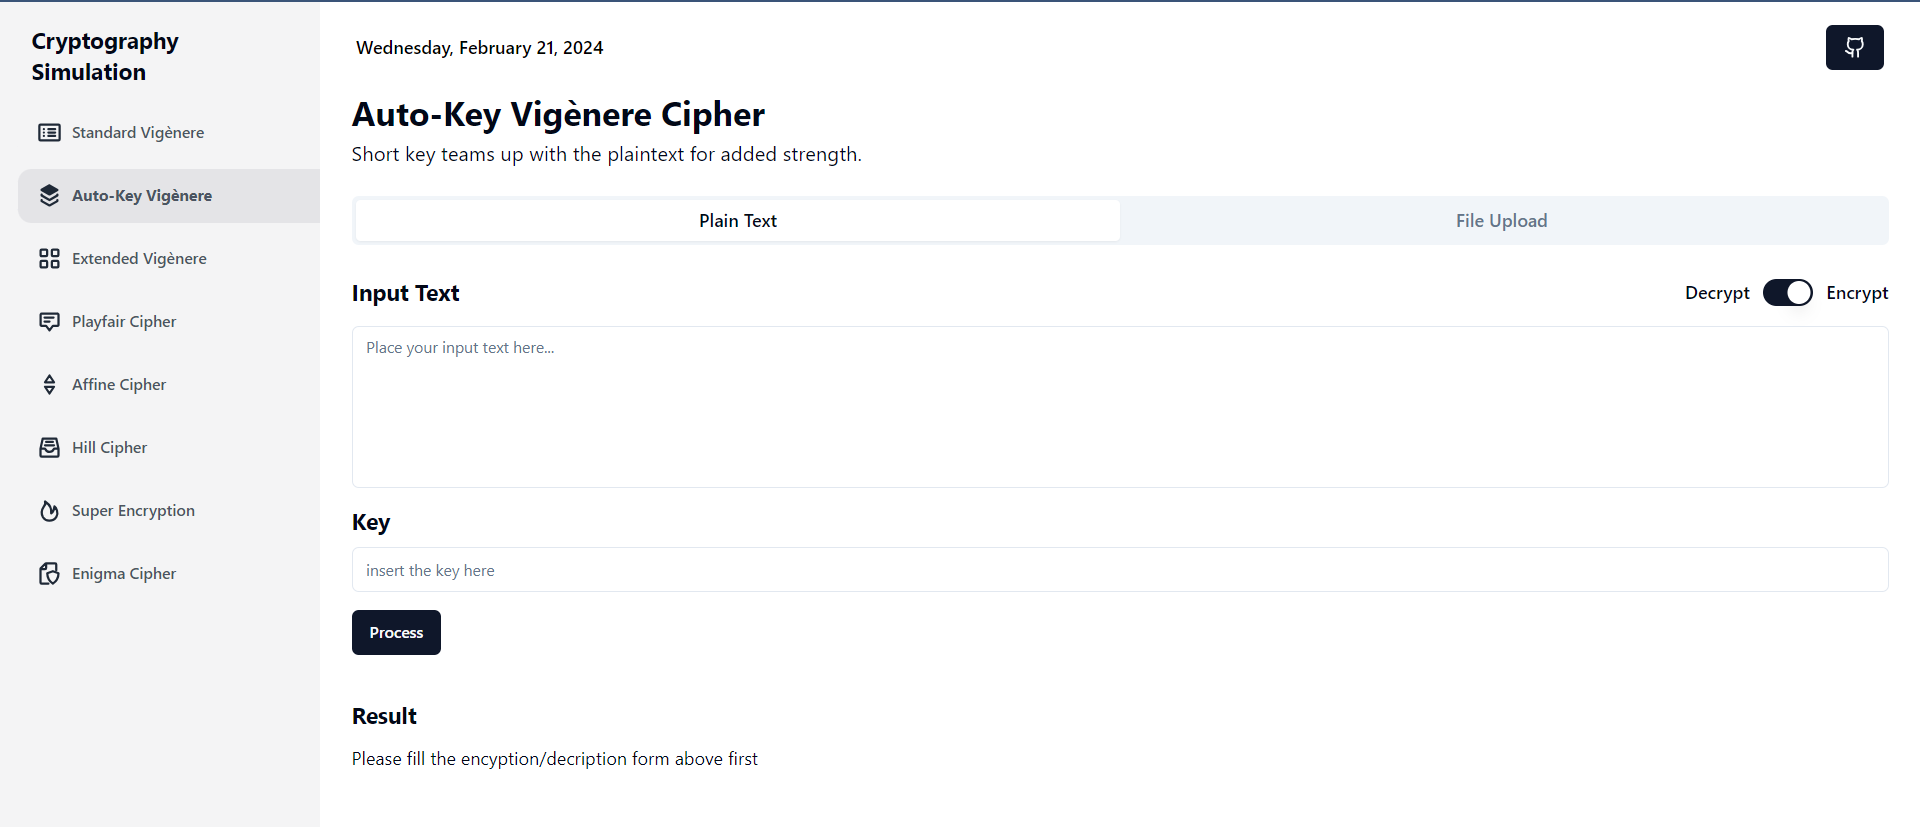 Cryptography
Simulation
Standard Vigènere
Auto-Key Vigènere
Extended Vigènere
Playfair Cipher
Affine Cipher
Hill Cipher
Super Encryption
Enigma Cipher
Wednesday, February 21, 2024
Auto-Key Vigènere Cipher
Short key teams up with the plaintext for added strength.
Plain Text
File Upload
Input Text
Decrypt
Encrypt
Place your input text here...
Key
insert the key here
Process
Result
Please fill the encyption/decription form above first